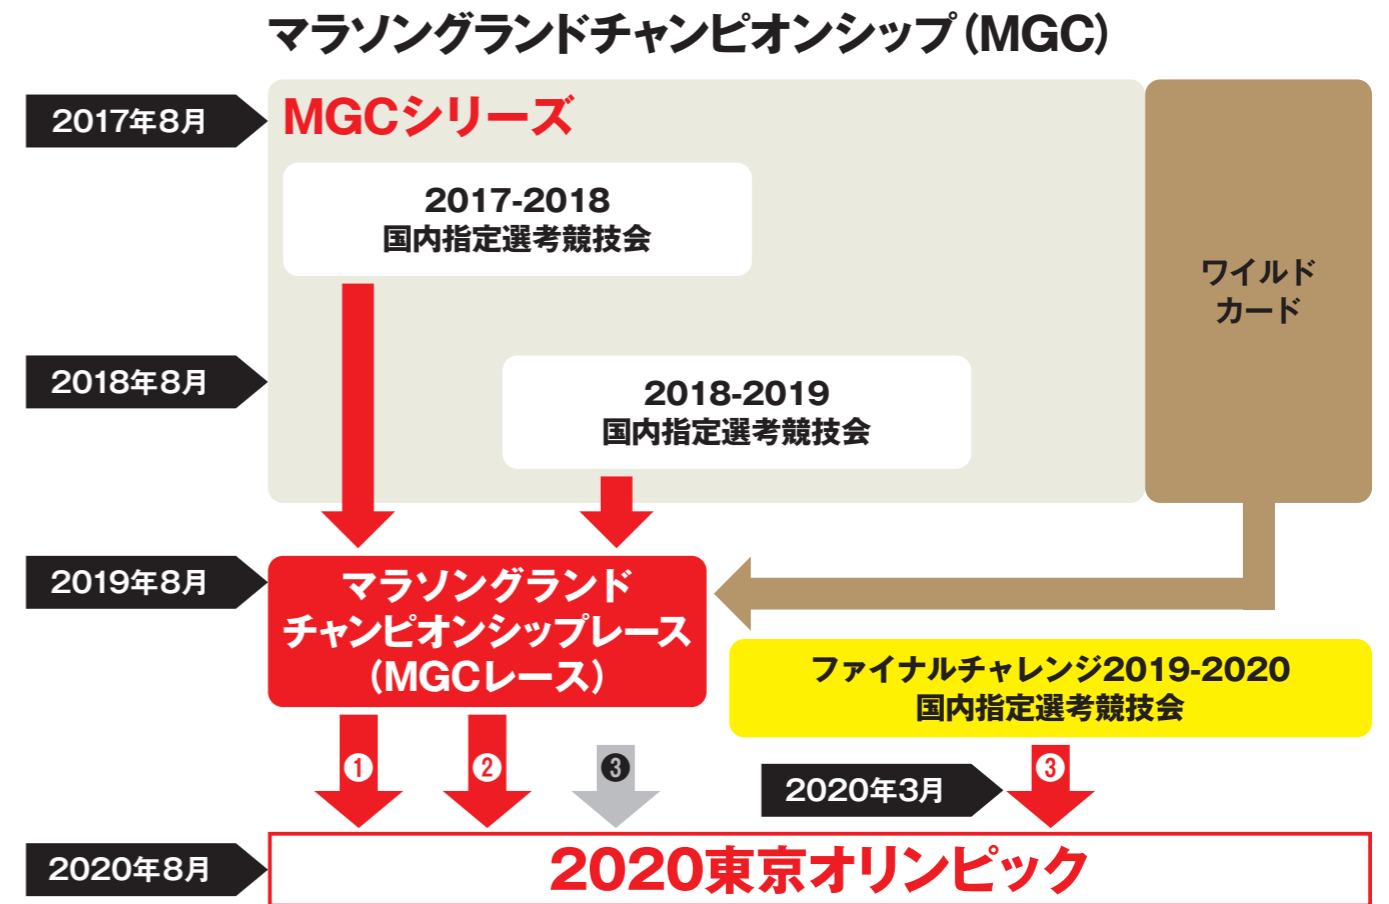 マラソングランドチャンピオンシップ（MGC）
2017年8月
MGCシリーズ
2017-2018
国内指定選考競技会
ワイルド
カード
2018年8月
2018-2019
国内指定選考競技会
2019年8月
マラソングランド
チャンピオンシップレース
（MGCレース）
ファイナルチャレンジ2019-2020
国内指定選考競技会
❶
❷
❸
2020年3月
❸
2020年8月
2020東京オリンピック